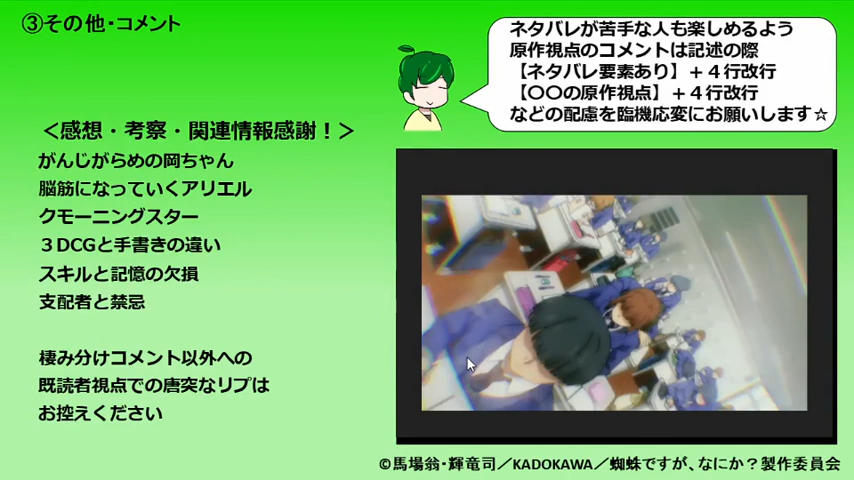 ③その他・コメント
ネタバレが苦手な人も楽しめるよう
原作視点のコメントは記述の際
【ネタバレ要素あり】＋４行改行
【〇〇の原作視点】＋４行改行
などの配慮を臨機応変にお願いします☆
＜感想・考察・関連情報感謝！＞
がんじがらめの岡ちゃん
脳筋になっていくアリエル
クモーニングスター
３DCGと手書きの違い
スキルと記憶の欠損
支配者と禁忌
棲み分けコメント以外への
既読者視点での唐突なリプは
お控えください
©馬場翁・輝竜司／KADOKAWA／蜘蛛ですが、なにか？製作委員会